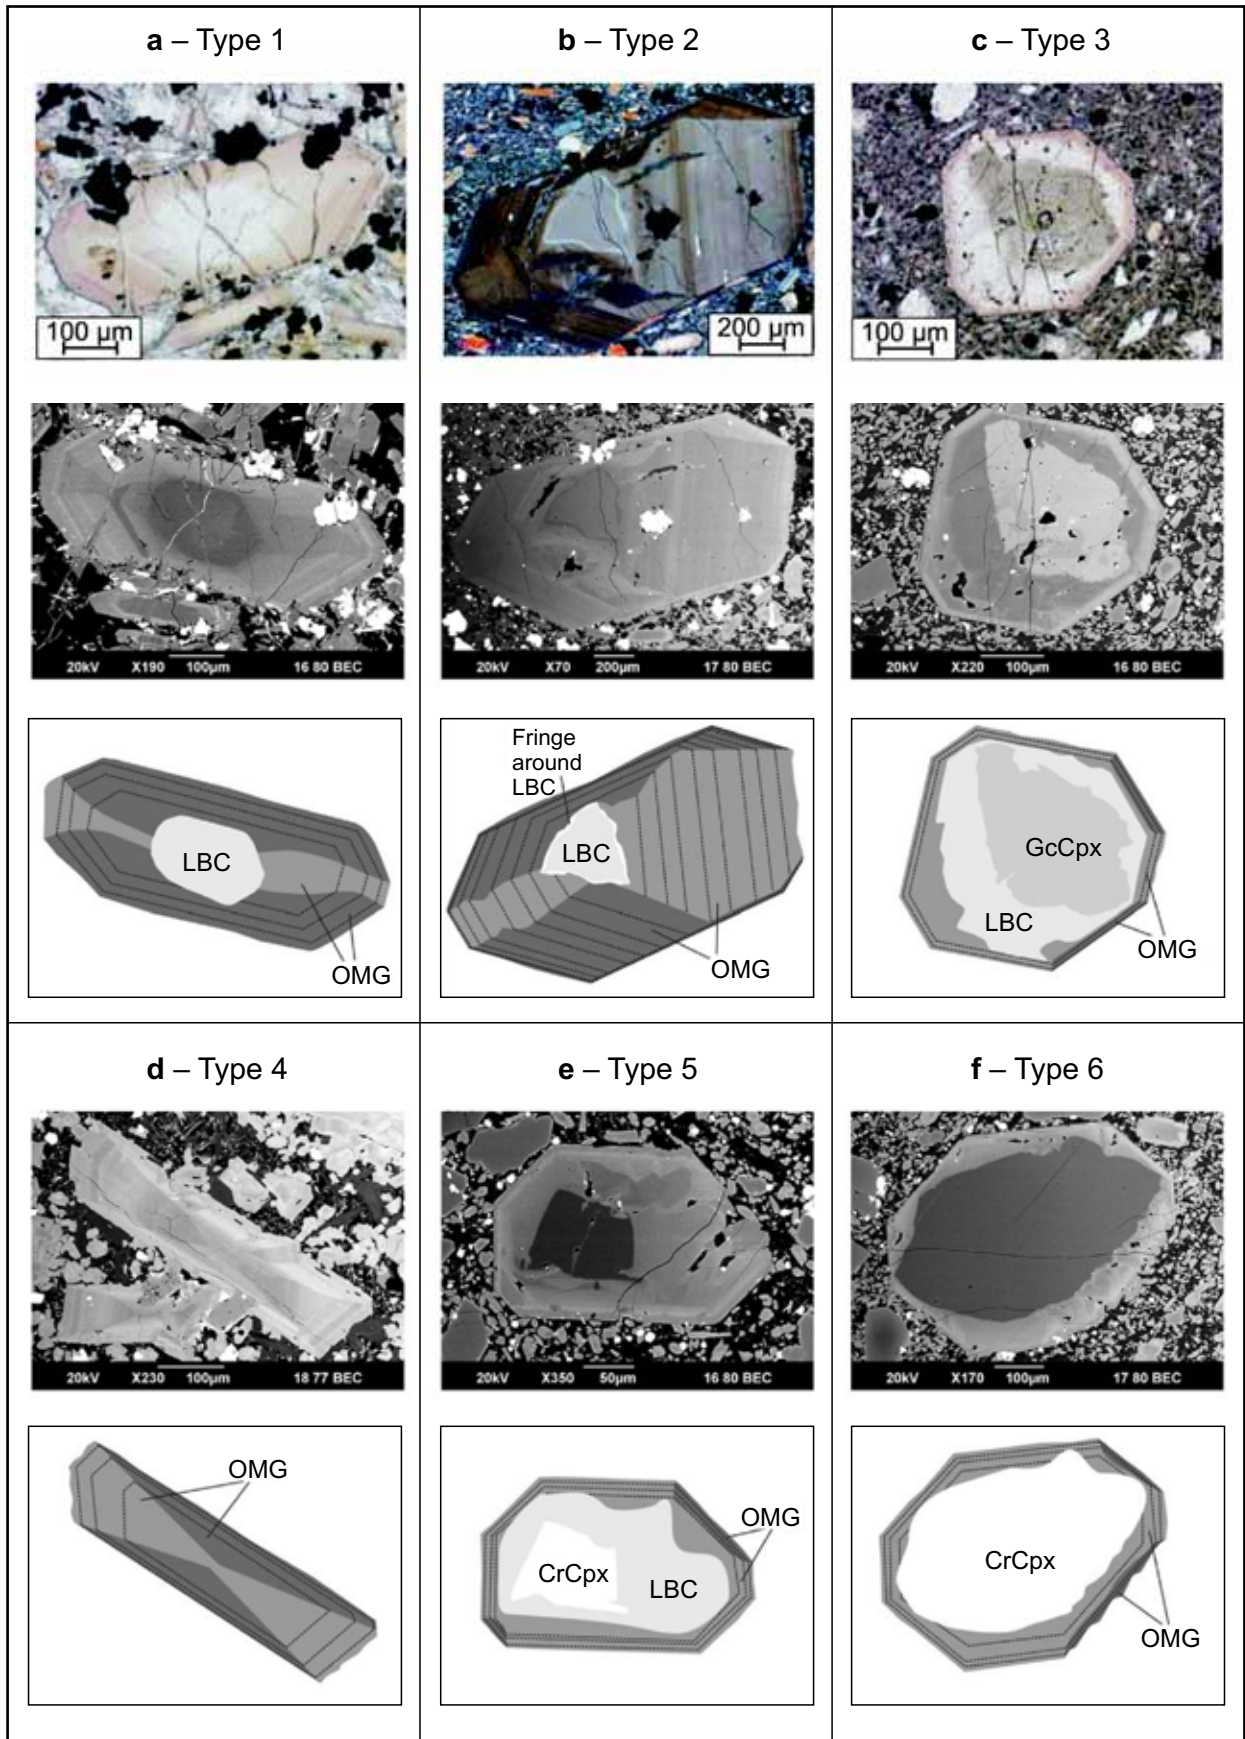 a – Type 1
b – Type 2
c – Type 3
100 µm
200 µm
100 µm
20kV X190 100µm 16 80 BEC
20kV X70 200µm 17 80 BEC
20kV X220 100µm 16 80 BEC
LBC
OMG
Fringe
around
LBC
LBC
OMG
GcCpx
LBC
OMG
d – Type 4
e – Type 5
f – Type 6
20kV X230 100µm 18 77 BEC
20kV X350 50µm 16 80 BEC
20kV X170 100µm 17 80 BEC
OMG
OMG
CrCpx
LBC
CrCpx
OMG